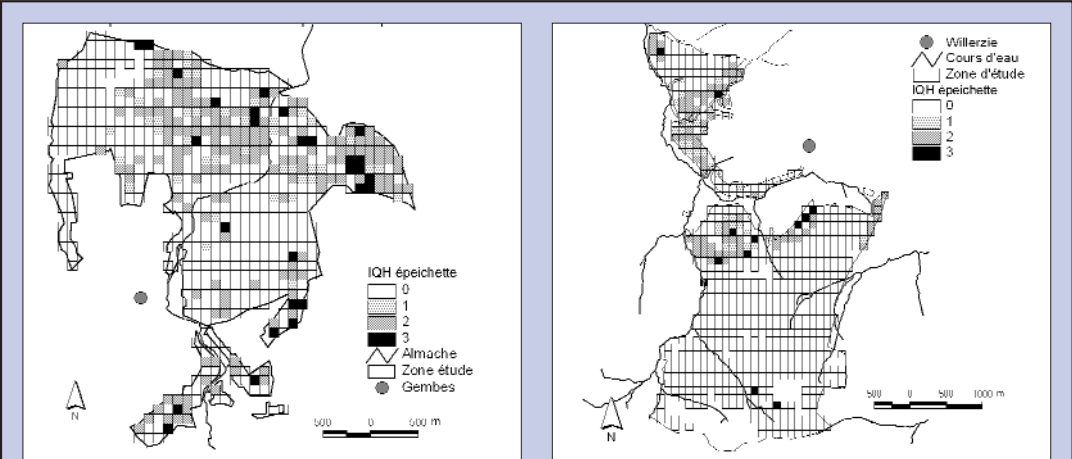 IQH épeichette
0
1
2
3
Almache
Zone étude
Gembes
N
500 0 500 m
Willerzie
Cours d'eau
Zone d'étude
IQH épeichette
0
1
2
3
N
500 0 500 1000 m